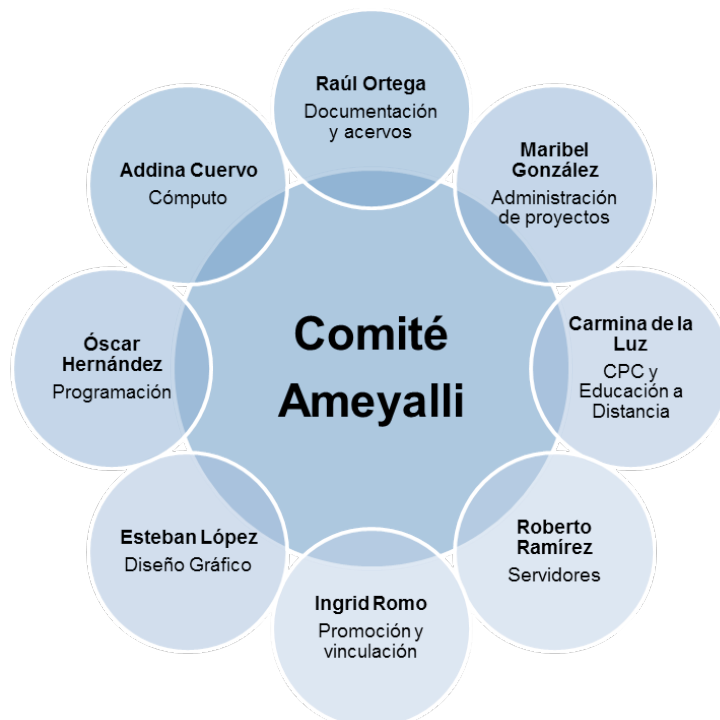 Raúl Ortega
Documentación
y acervos
Maribel
González
Administración
de proyectos
Carmina de la
Luz
CPC y
Educación a
Distancia
Roberto
Ramírez
Servidores
Ingrid Romo
Promoción y
vinculación
Esteban López
Diseño Gráfico
Óscar
Hernández
Programación
Addina Cuervo
Cómputo
Comité
Ameyalli